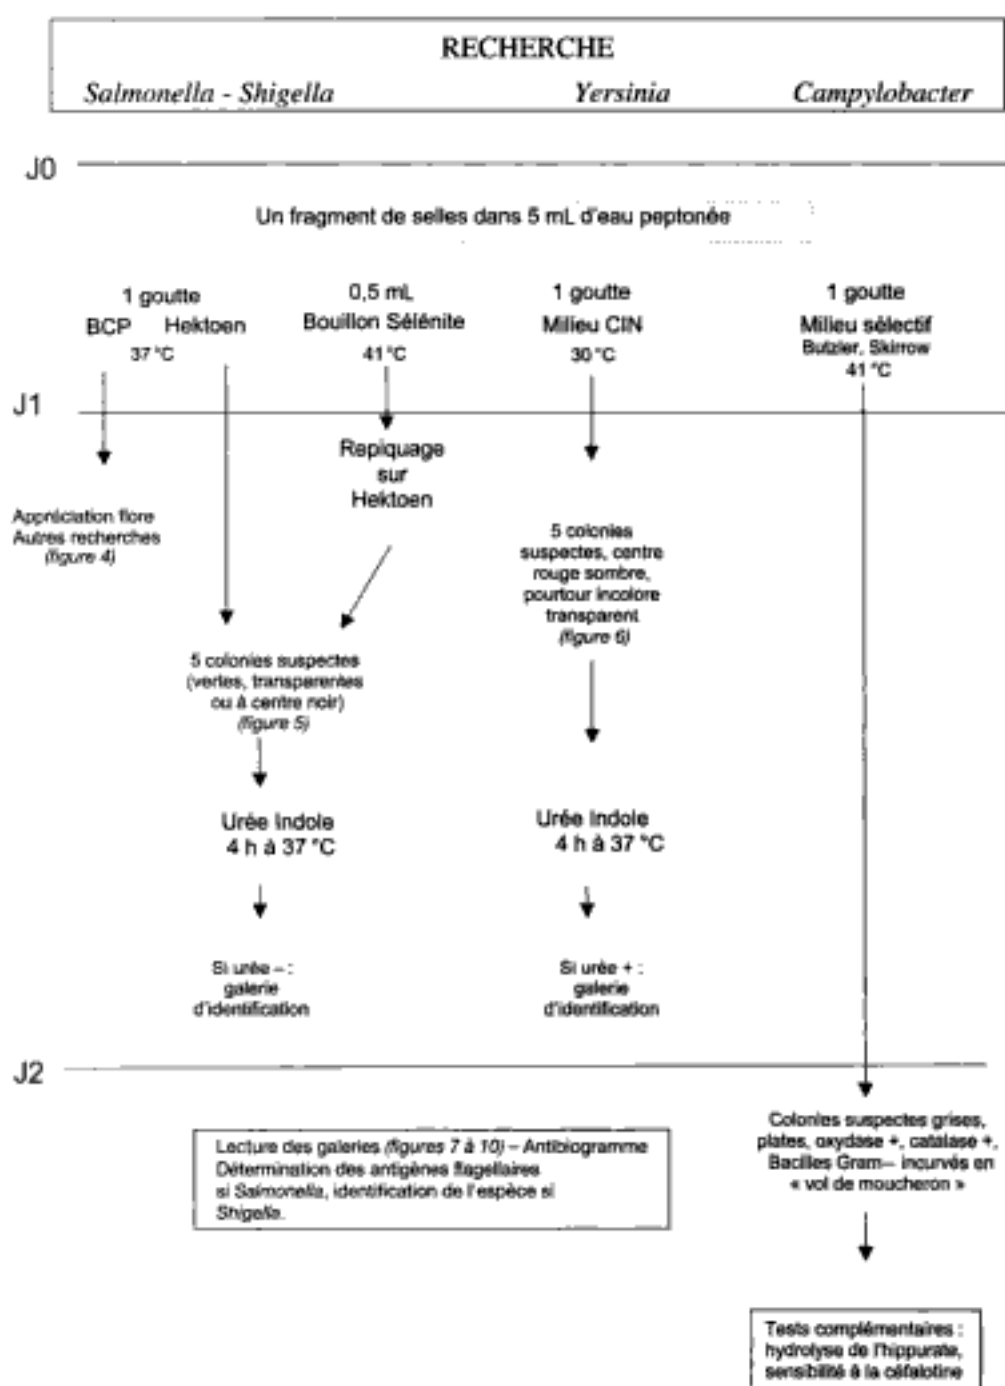 RECHERCHE
Salmonella - Shigella Yersinia Campylobacter
J0
Un fragment de selles dans 5 mL d'eau peptonée
1 goutte
BCP Hektoen
37 °C
0,5 mL
Bouillon Sélénite
41 °C
1 goutte
Milieu CIN
30 °C
1 goutte
Milieu sélectif
Butzler, Skirrow
41 °C
J1
Repiquage
sur
Hektoen
Appréciation flore
Autres recherches
(figure 4)
5 colonies
suspectes, centre
rouge sombre,
pourtour incolore
transparent
(figure 6)
5 colonies suspectes
(vertes, transparentes
ou à centre noir)
(figure 5)
Urée Indole
4 h à 37 °C
Urée Indole
4 h à 37 °C
Si urée – :
galerie
d'identification
Si urée + :
galerie
d'identification
J2
Colonies suspectes grises,
plates, oxydase +, catalase +,
Bacilles Gram– incurvés en
« vol de moucheron »
Lecture des galeries (figures 7 à 10) – Antibiogramme
Détermination des antigènes flagellaires
si Salmonella, identification de l'espèce si
Shigella.
Tests complémentaires :
hydrolyse de l'hippurate,
sensibilité à la céfalotine